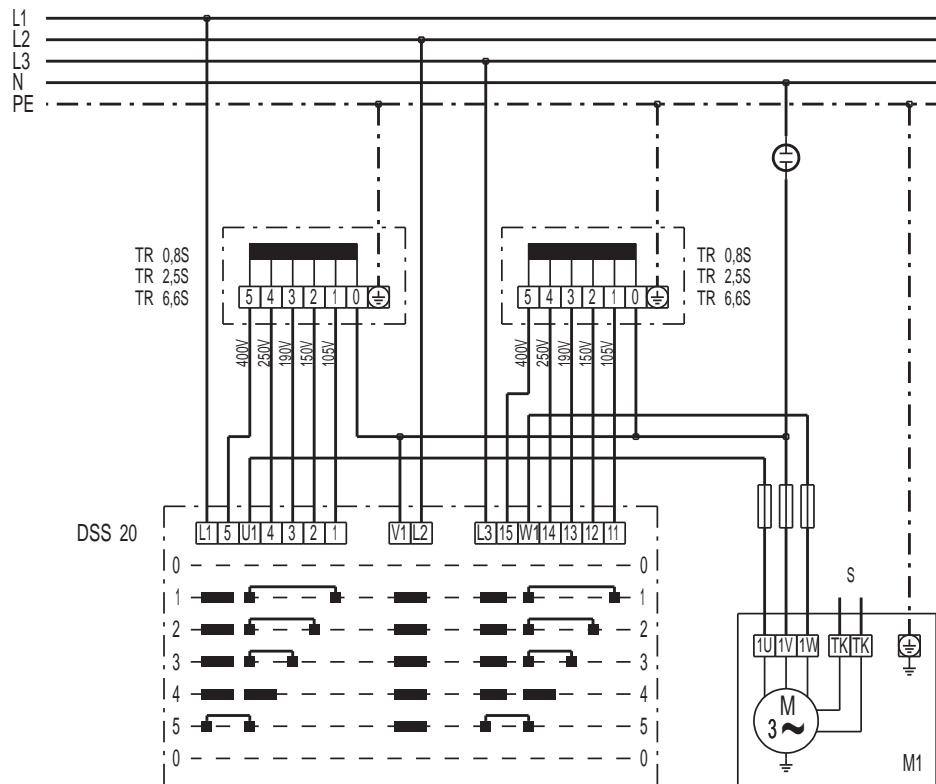 L1
L2
L3
N
PE
TR 0,8S
TR 2,5S
TR 6,6S
5 4 3 2 1 0
400V 250V 190V 150V 105V
5 4 3 2 1 0
400V 250V 190V 150V 105V
TR 0,8S
TR 2,5S
TR 6,6S
DSS 20
L1 5 U1 4 3 2 1
V1 L2
L3 15 W1 14 13 12 11
0 0
1 1
2 2
3 3
4 4
5 5
0 0
S
1U 1V 1W TK TK
M
3
M1